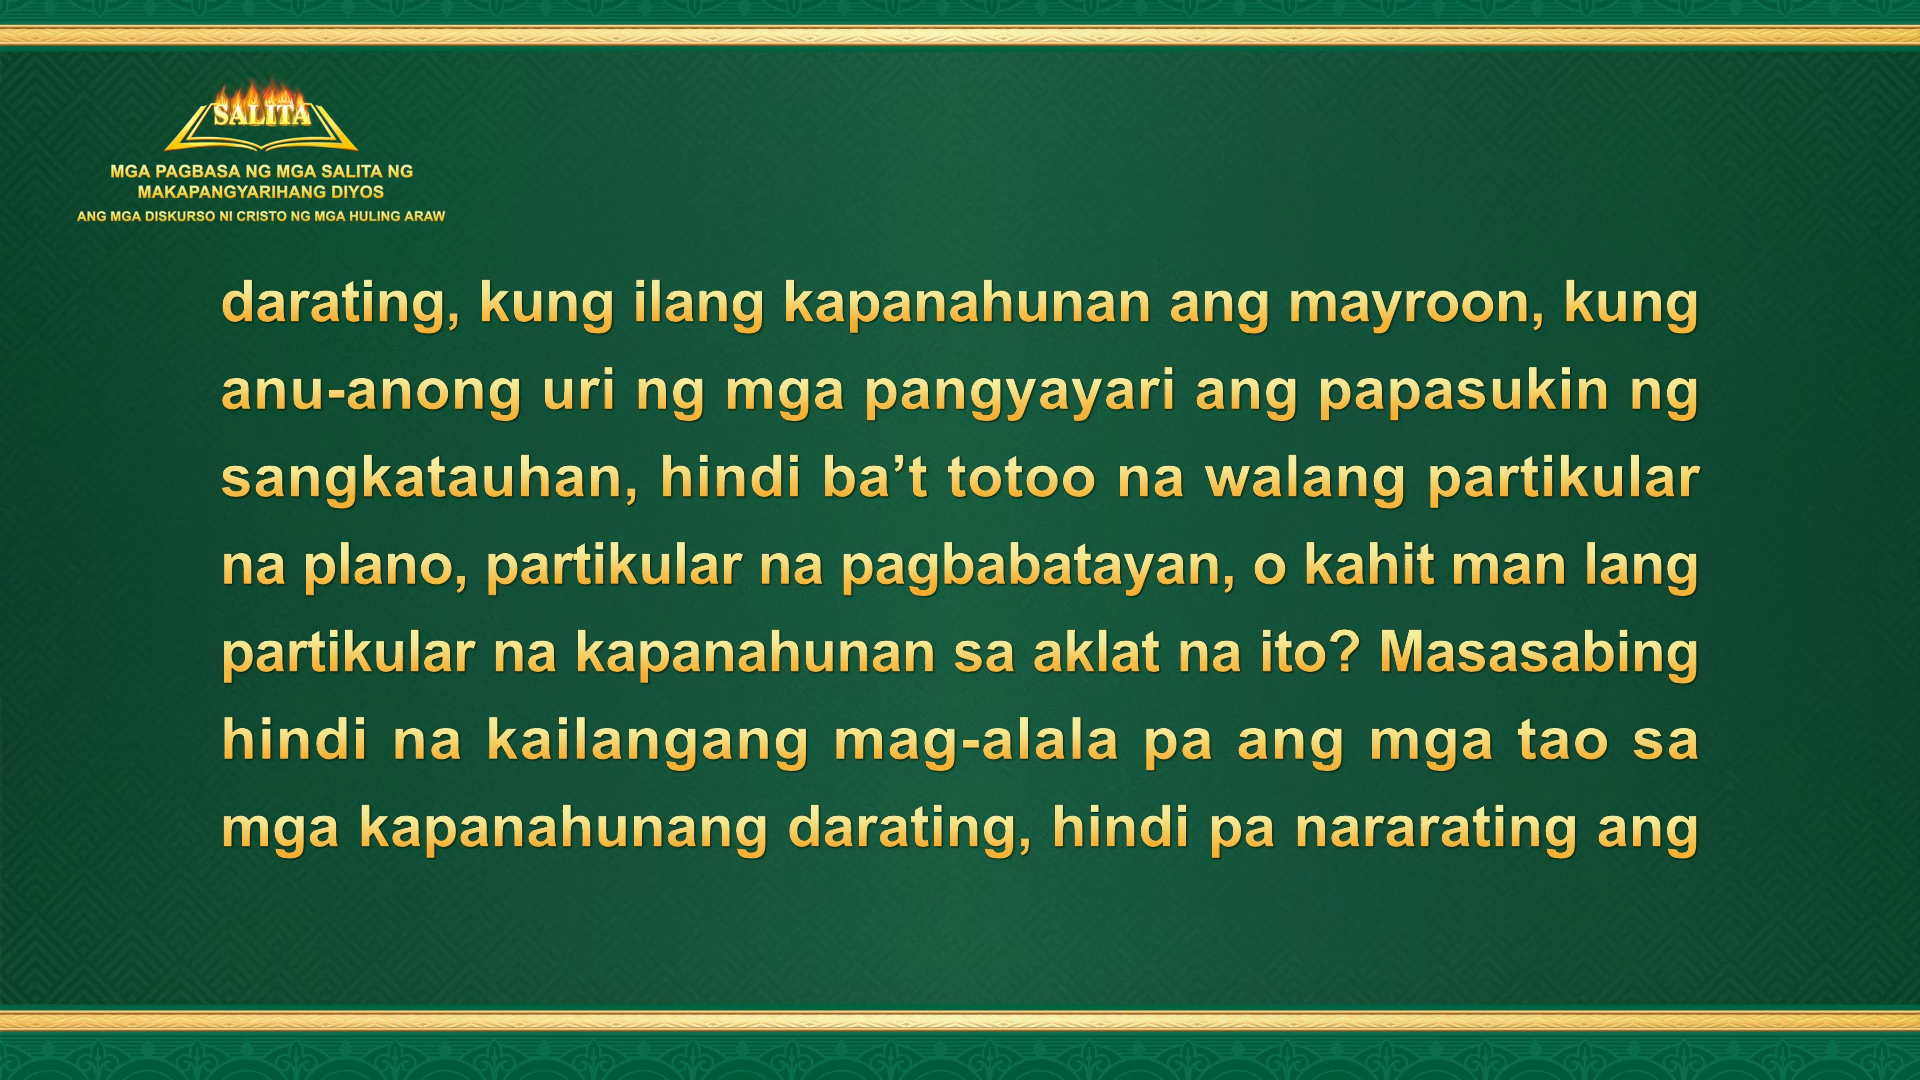 SALITA
MGA PAGBASA NG MGA SALITA NG
MAKAPANGYARIHANG DIYOS
ANG MGA DISKURSO NI CRISTO NG MGA HULING ARAW
darating, kung ilang kapanahunan ang mayroon, kung
anu-anong uri ng mga pangyayari ang papasukin ng
sangkatauhan, hindi ba’t totoo na walang partikular
na plano, partikular na pagbabatayan, o kahit man lang
partikular na kapanahunan sa aklat na ito? Masasabing
hindi na kailangang mag-alala pa ang mga tao sa
mga kapanahunang darating, hindi pa nararating ang